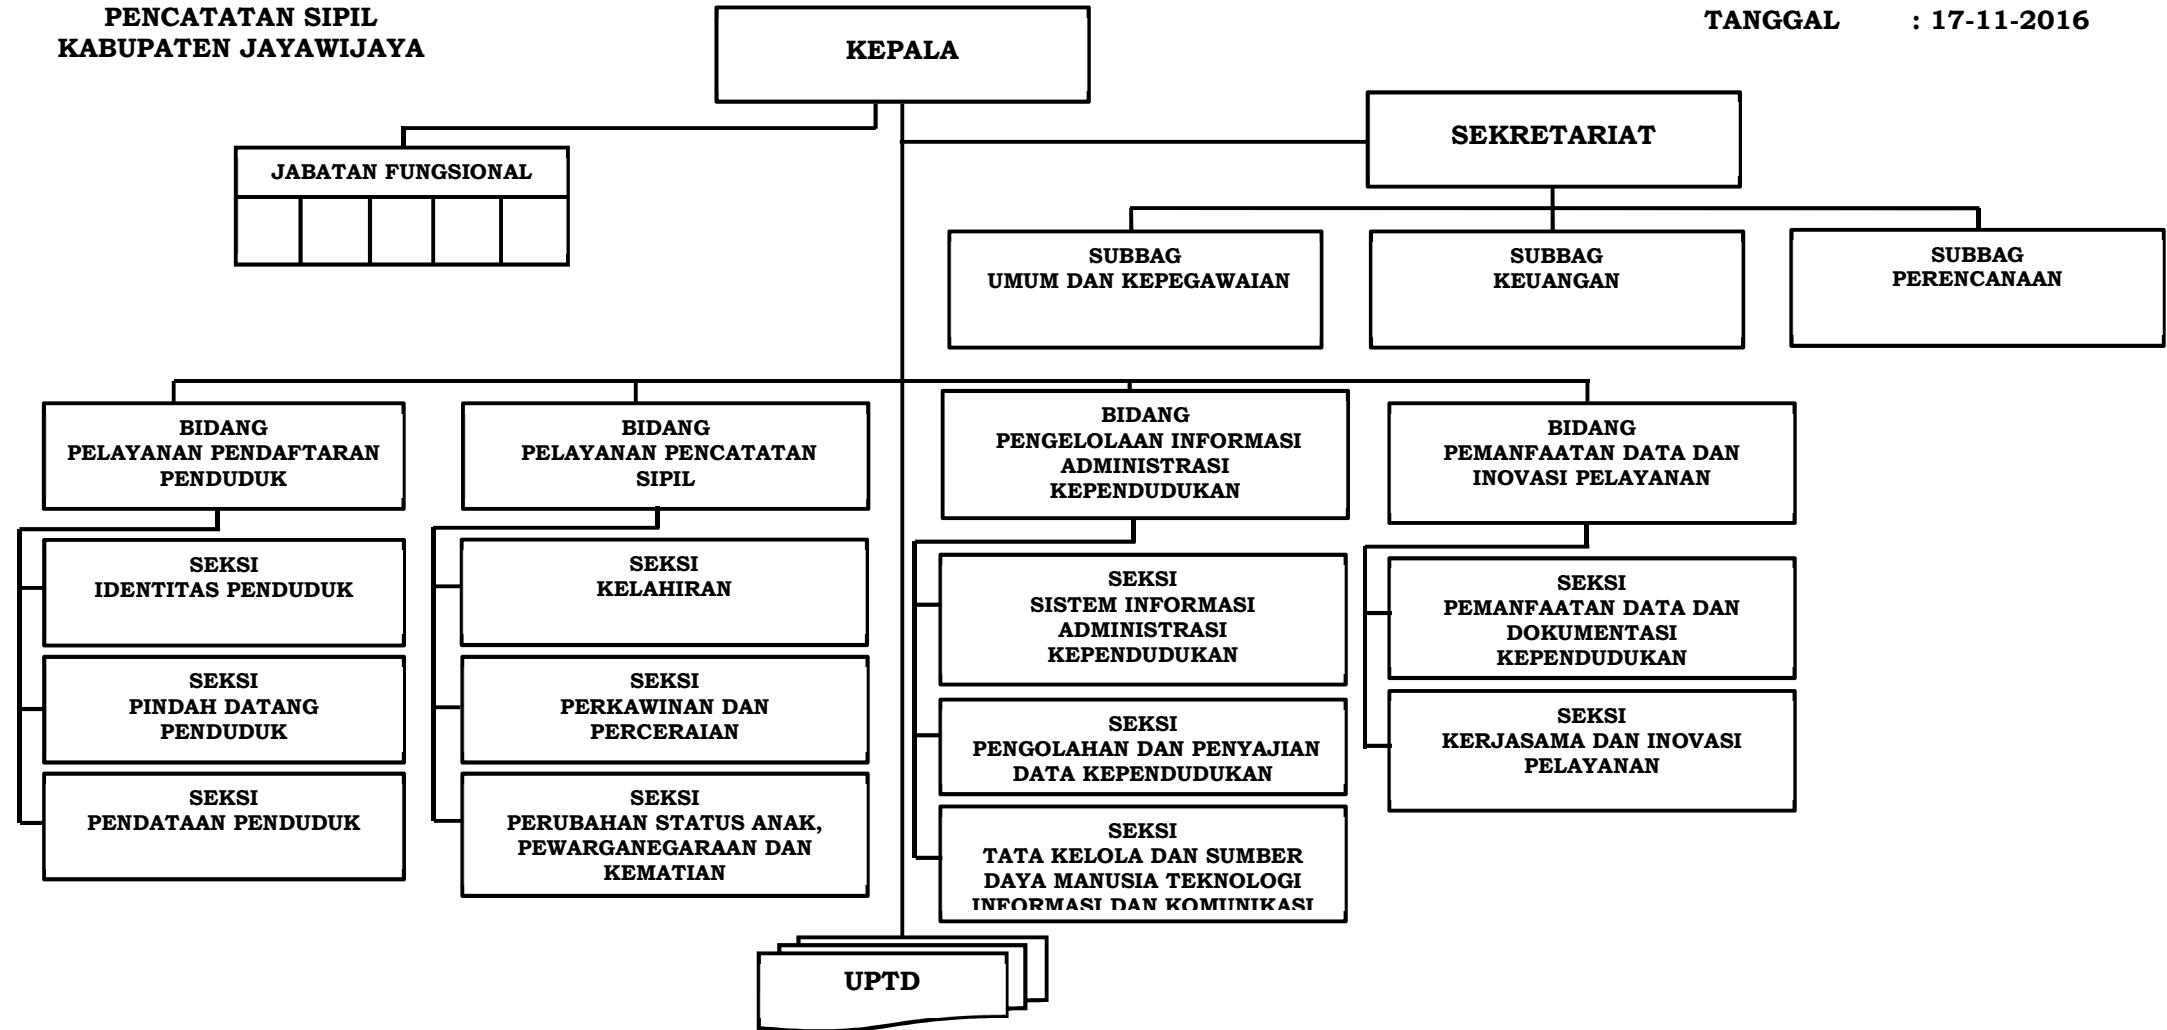 PENCATATAN SIPIL
KABUPATEN JAYAWIJAYA
TANGGAL : 17-11-2016
KEPALA
SEKRETARIAT
JABATAN FUNGSIONAL
SUBBAG
UMUM DAN KEPEGAWAIAN
SUBBAG
KEUANGAN
SUBBAG
PERENCANAAN
BIDANG
PELAYANAN PENDAFTARAN
PENDUDUK
BIDANG
PELAYANAN PENCATATAN
SIPIL
BIDANG
PENGELOLAAN INFORMASI
ADMINISTRASI
KEPENDUDUKAN
BIDANG
PEMANFAATAN DATA DAN
INOVASI PELAYANAN
SEKSI
IDENTITAS PENDUDUK
SEKSI
PINDAH DATANG
PENDUDUK
SEKSI
PENDATAAN PENDUDUK
SEKSI
KELAHIRAN
SEKSI
PERKAWINAN DAN
PERCERAIAN
SEKSI
PERUBAHAN STATUS ANAK,
PEWARGANEGARAAN DAN
KEMATIAN
SEKSI
SISTEM INFORMASI
ADMINISTRASI
KEPENDUDUKAN
SEKSI
PENGOLAHAN DAN PENYAJIAN
DATA KEPENDUDUKAN
SEKSI
TATA KELOLA DAN SUMBER
DAYA MANUSIA TEKNOLOGI
INFORMASI DAN KOMUNIKASI
SEKSI
PEMANFAATAN DATA DAN
DOKUMENTASI
KEPENDUDUKAN
SEKSI
KERJASAMA DAN INOVASI
PELAYANAN
UPTD